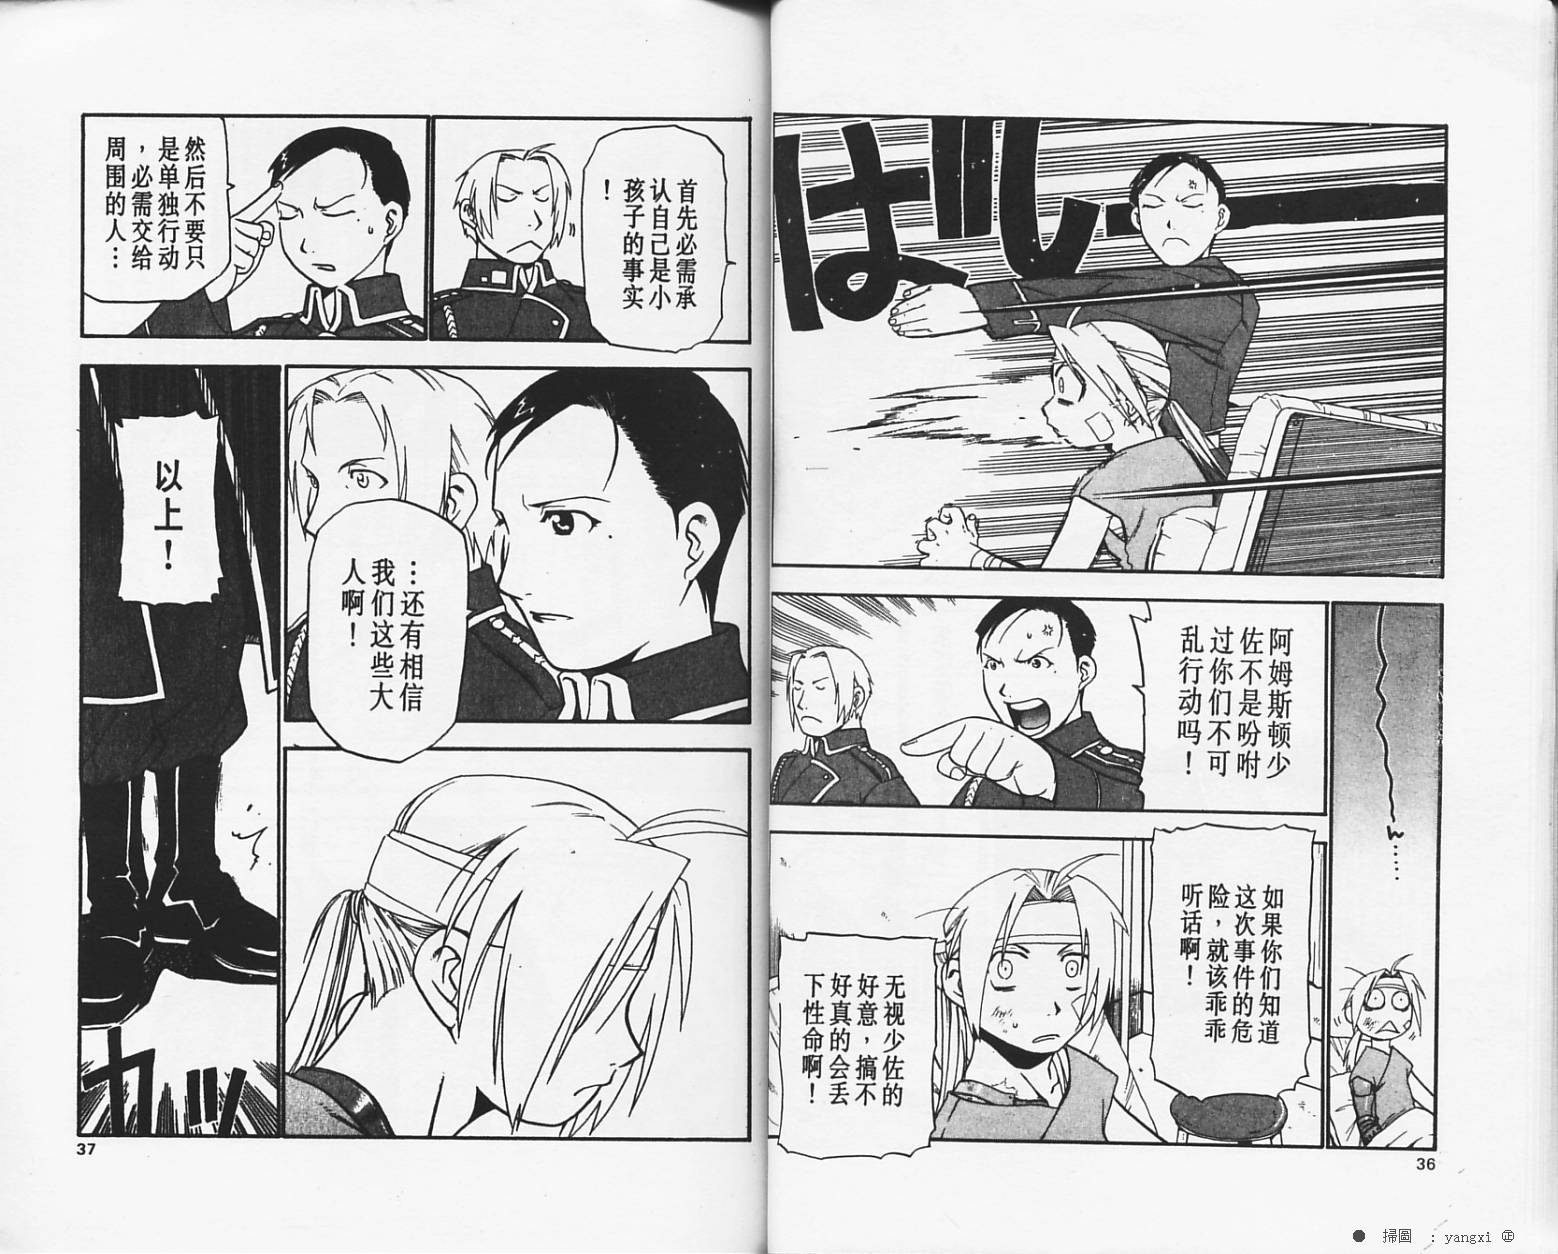 ばしーっ
阿姆斯顿少
佐不是吩咐
过你们不可
乱行动吗！
如果你们知道
这次事件的危
险，就该乖乖
听话啊！
无视少佐的
好意，搞不
好真的会丢
下性命啊！
36
首先必需承
认自己是小
孩子的事实
！
然后不要只
是单独行动
，必需交给
周围的人…
…还有相信
我们这些大
人啊！
以上！
カッ
37
● 掃圖 ：yangxi ㊣